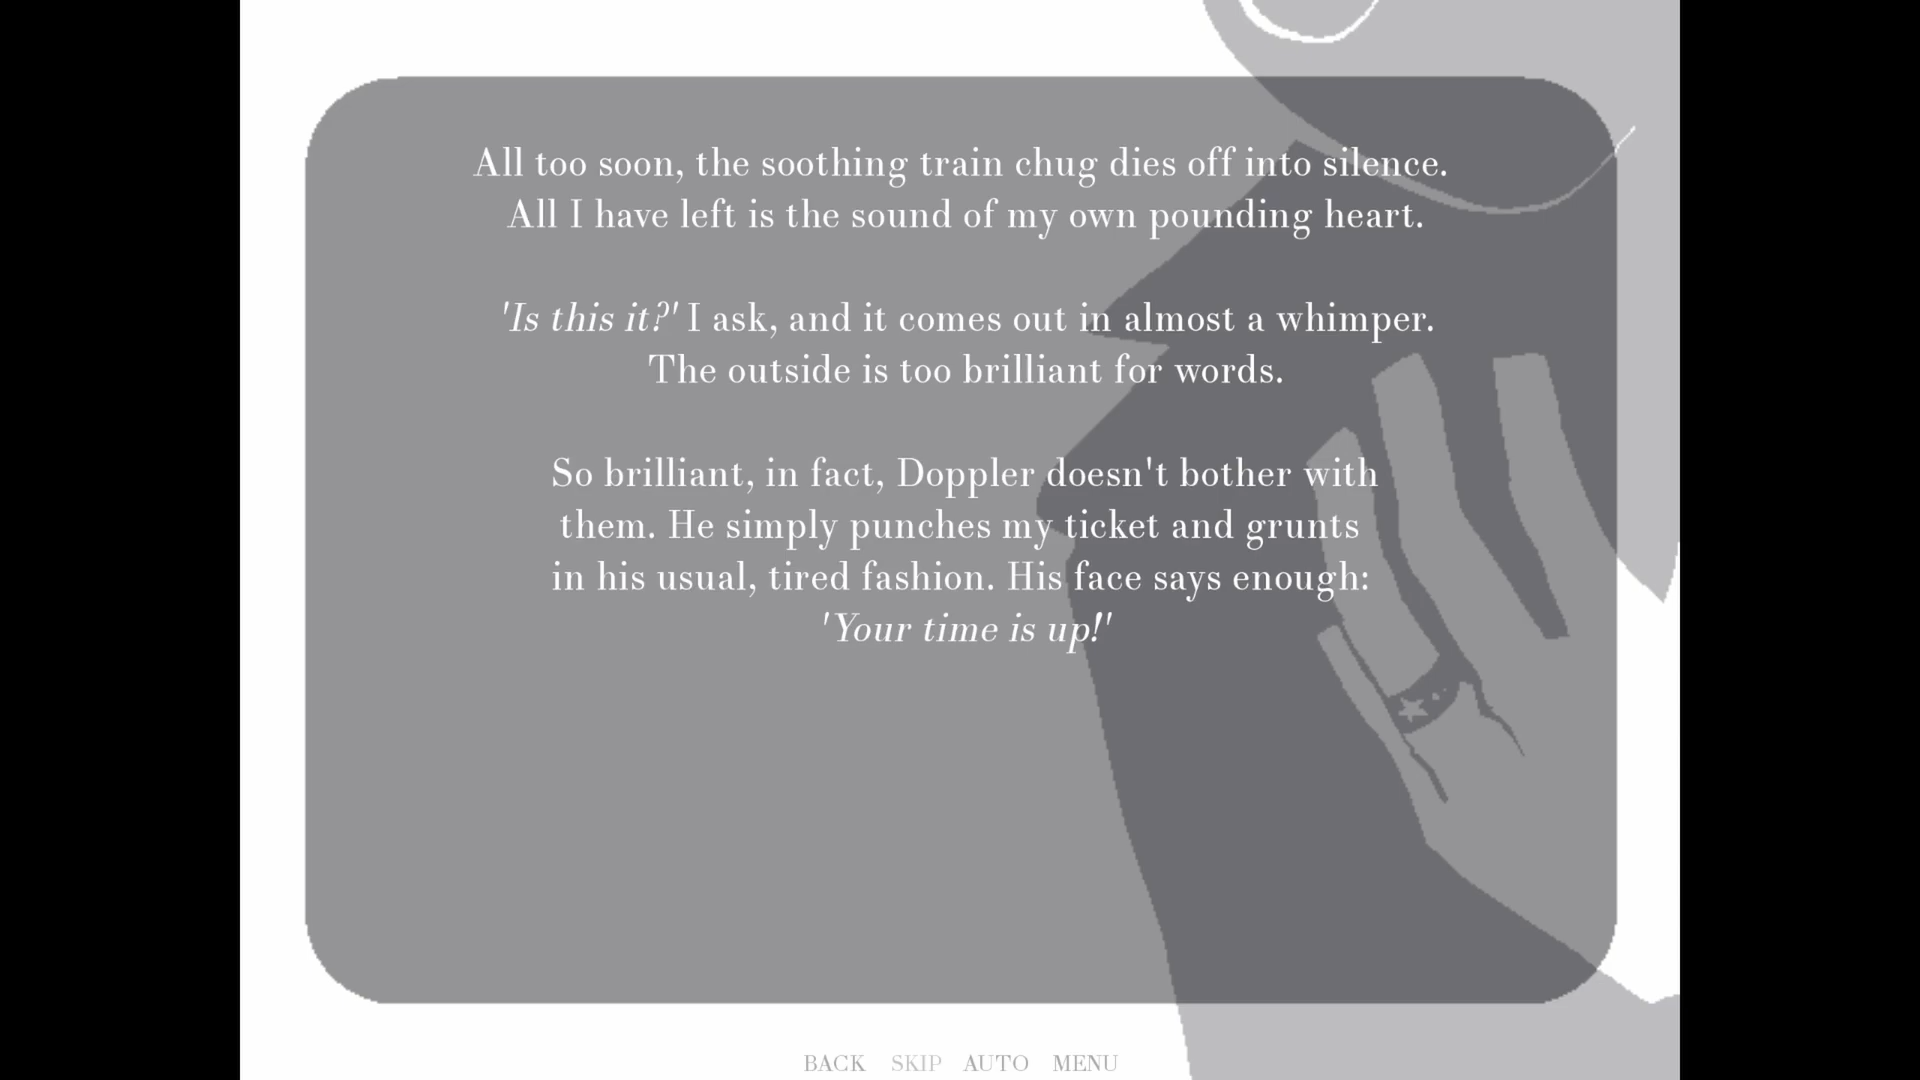 All too soon, the soothing train chug dies off into silence.
All I have left is the sound of my own pounding heart.
'Is this it?' I ask, and it comes out in almost a whimper.
The outside is too brilliant for words.
So brilliant, in fact, Doppler doesn't bother with
them. He simply punches my ticket and grunts
in his usual, tired fashion. His face says enough:
'Your time is up!'
BACK SKIP AUTO MENU